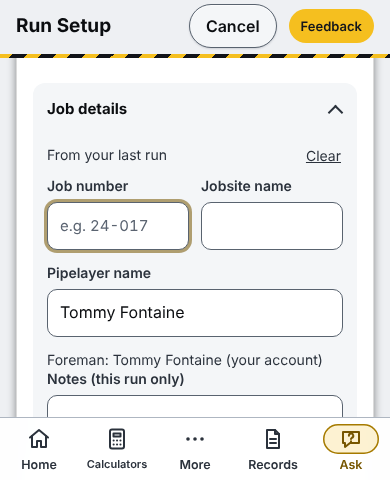 Run Setup
Cancel
Feedback
Job details
From your last run
Clear
Job number
Jobsite name
e.g. 24-017
Pipelayer name
Tommy Fontaine
Foreman: Tommy Fontaine (your account)
Notes (this run only)
Home
Calculators
More
Records
Ask